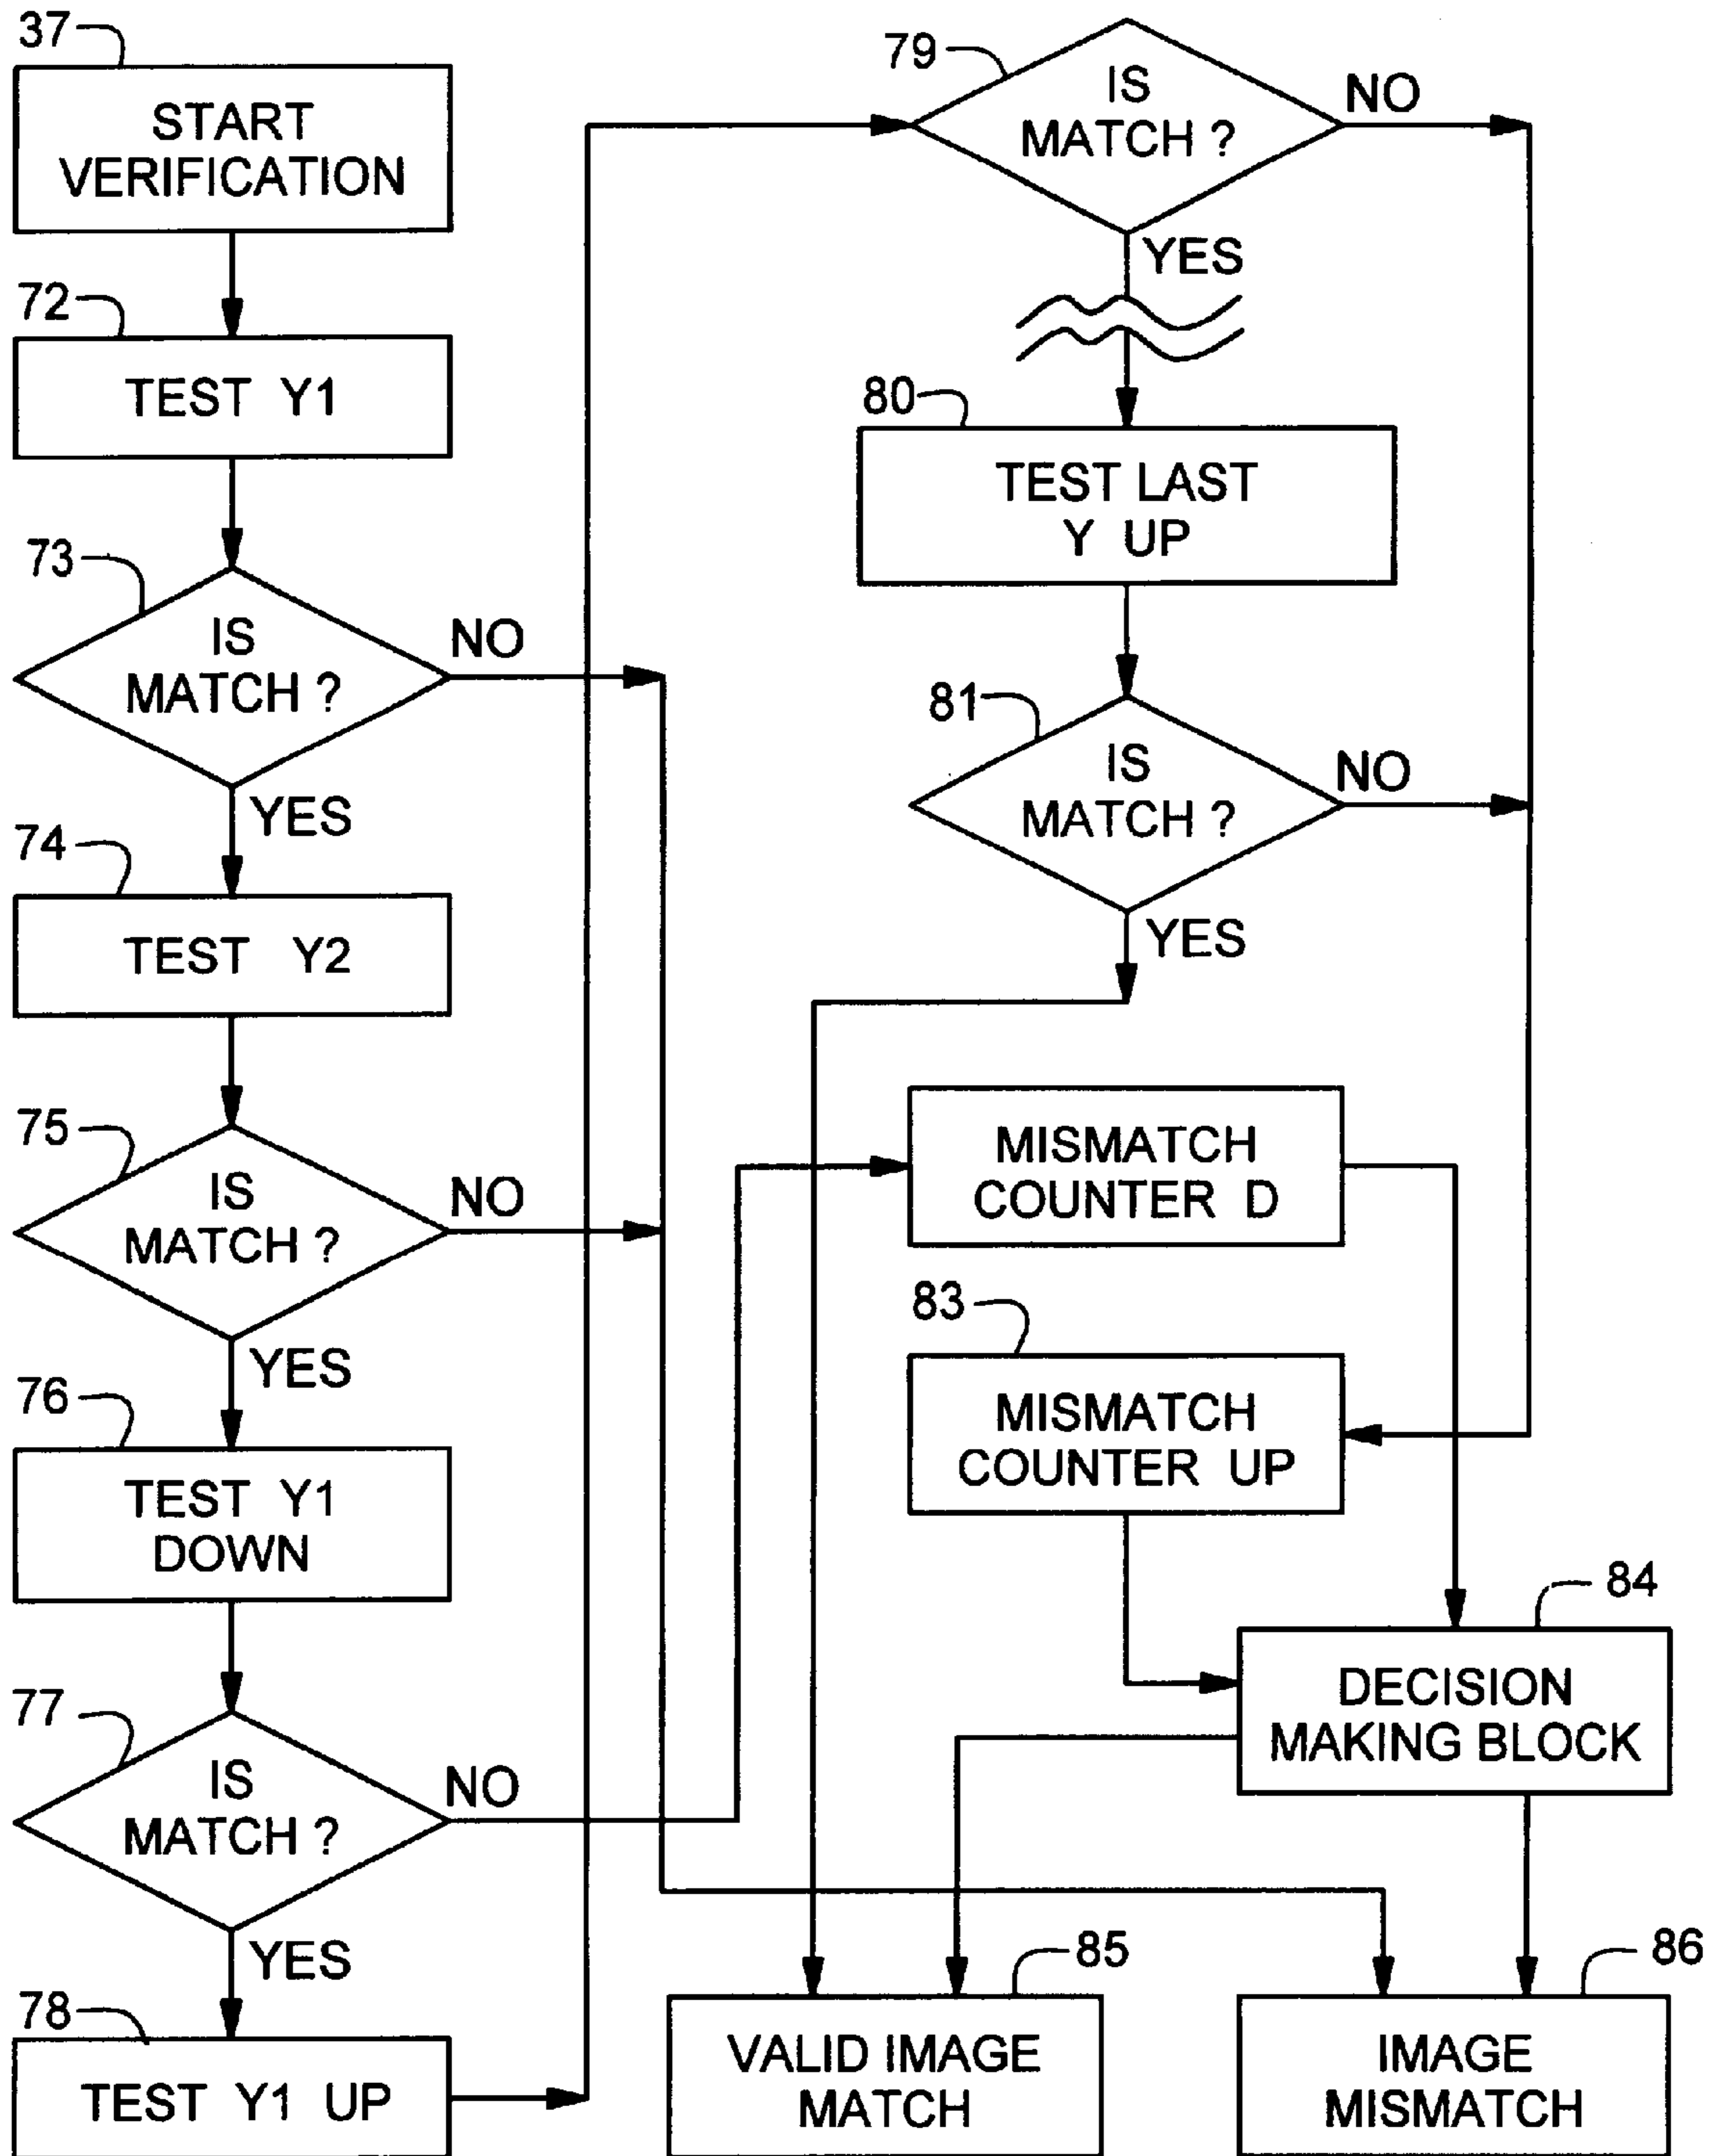 37
START
VERIFICATION
72
TEST Y1
73
IS
MATCH ?
NO
YES
74
TEST Y2
75
IS
MATCH ?
NO
YES
76
TEST Y1
DOWN
77
IS
MATCH ?
NO
YES
78
TEST Y1 UP
79
IS
MATCH ?
NO
YES
80
TEST LAST
Y UP
81
IS
MATCH ?
NO
YES
MISMATCH
COUNTER D
83
MISMATCH
COUNTER UP
84
DECISION
MAKING BLOCK
85
VALID IMAGE
MATCH
86
IMAGE
MISMATCH